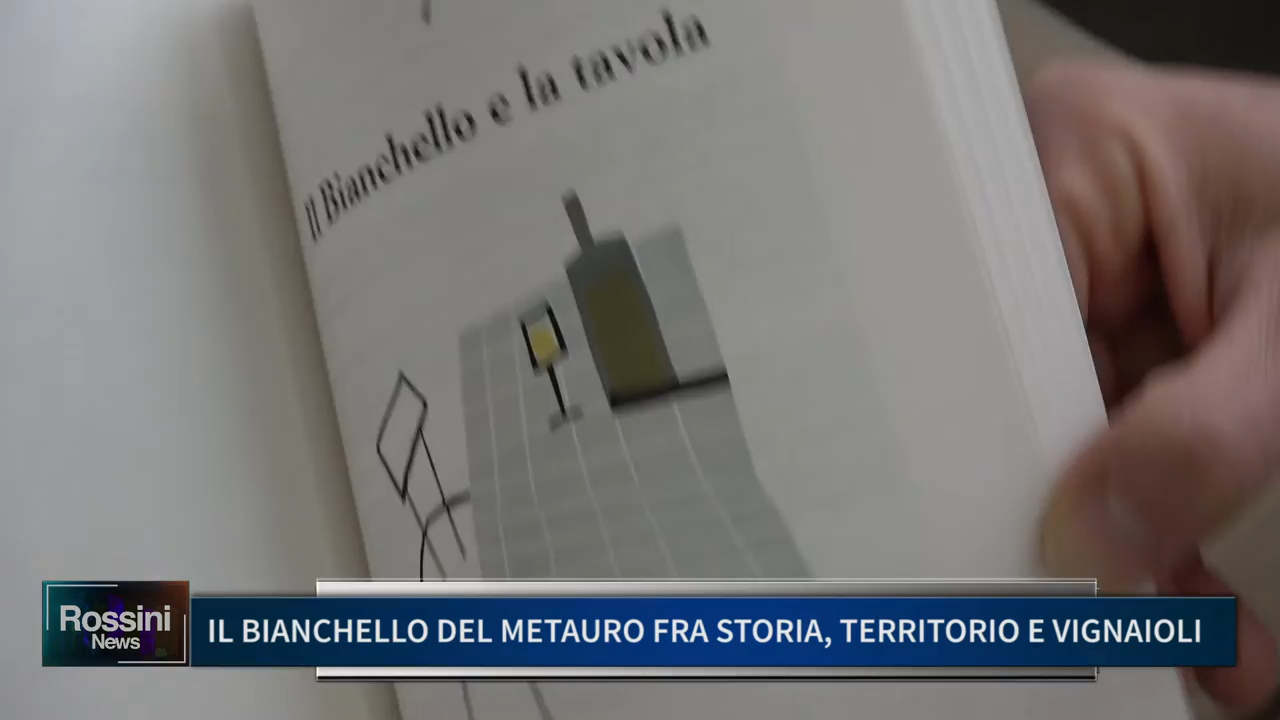 Il Bianchello e la tavola
Rossini
News
IL BIANCHELLO DEL METAURO FRA STORIA, TERRITORIO E VIGNAIOLI